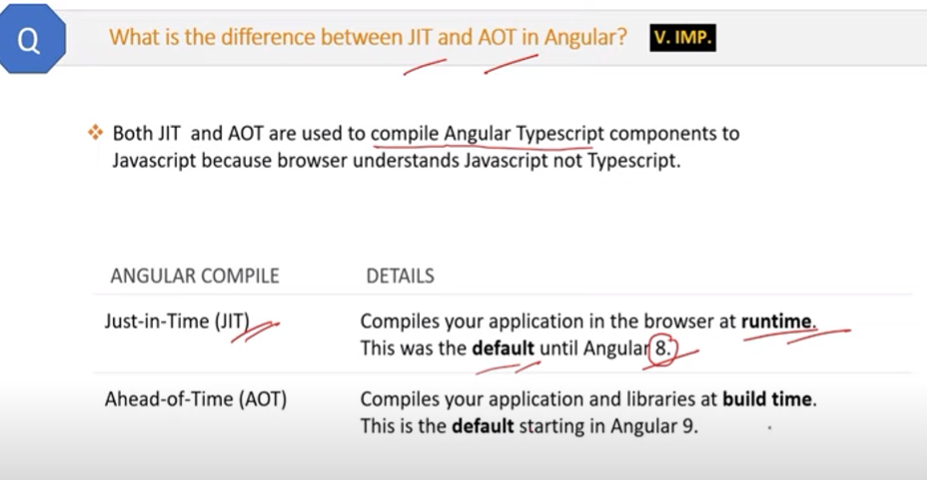 Q
What is the difference between JIT and AOT in Angular?
V. IMP.
Both JIT and AOT are used to compile Angular Typescript components to
Javascript because browser understands Javascript not Typescript.
ANGULAR COMPILE DETAILS
Just-in-Time (JIT) Compiles your application in the browser at runtime.
This was the default until Angular 8.
Ahead-of-Time (AOT) Compiles your application and libraries at build time.
This is the default starting in Angular 9.